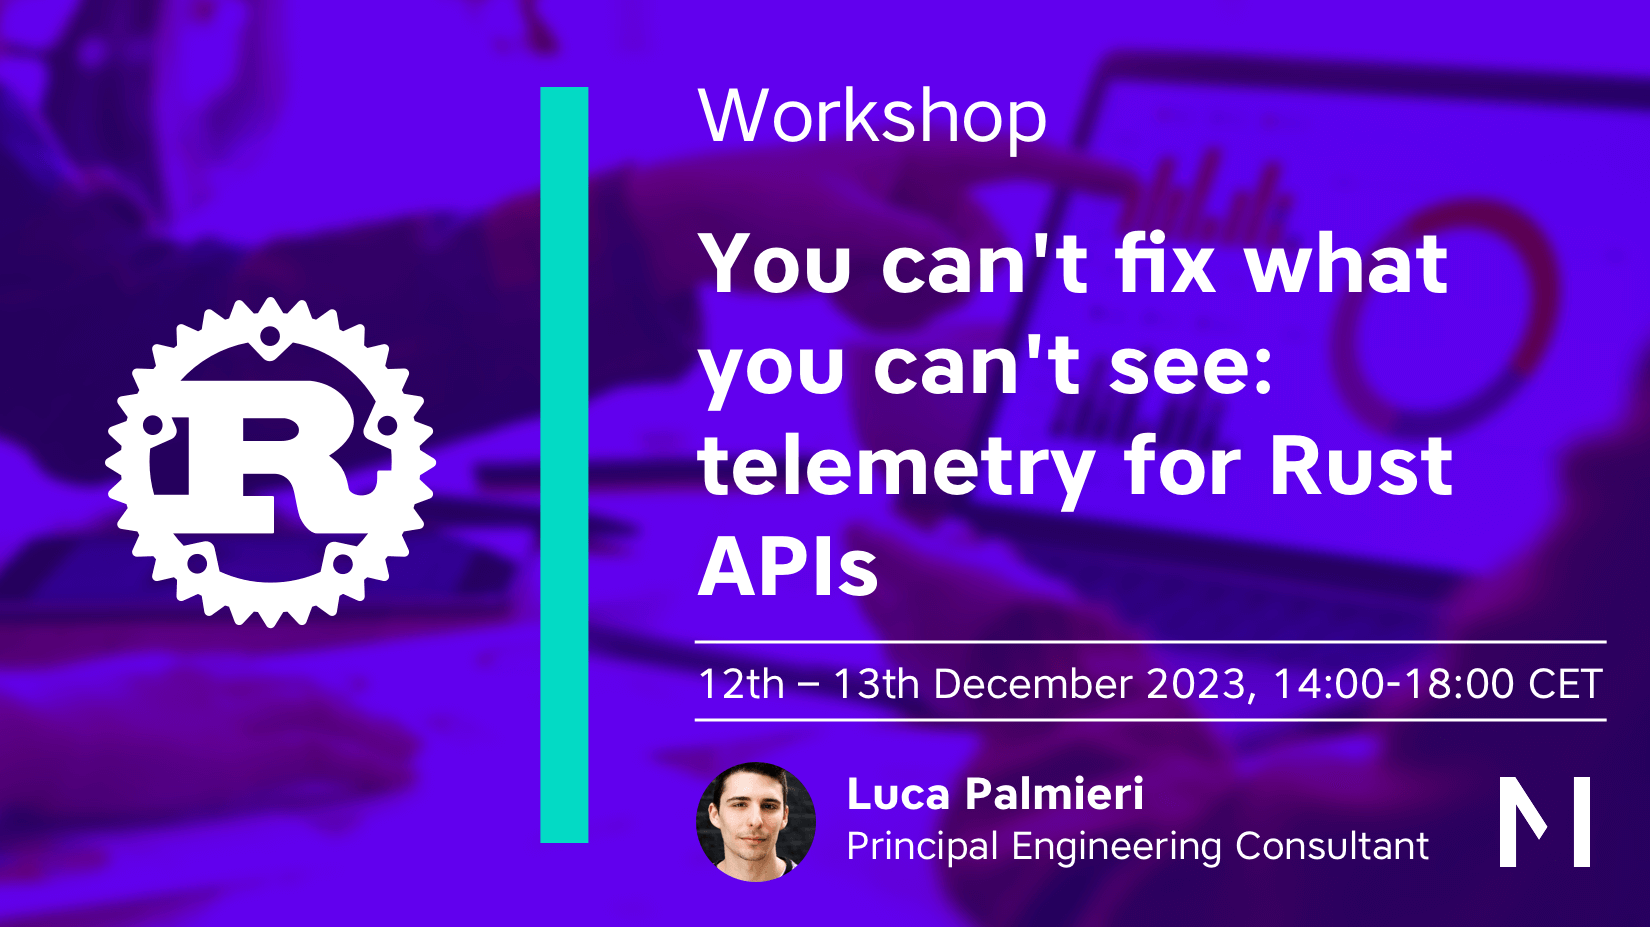 Workshop
You can't fix what
you can't see:
telemetry for Rust
APIs
12th – 13th December 2023, 14:00-18:00 CET
Luca Palmieri
Principal Engineering Consultant
R
M